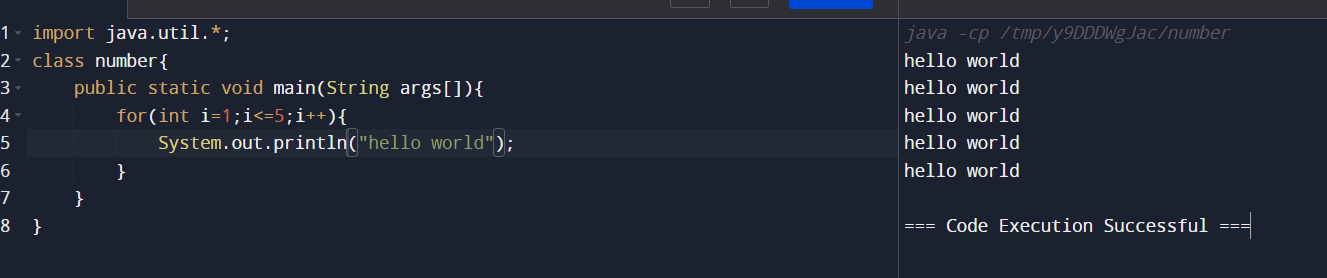 1 import java.util.*;
2 class number{
3     public static void main(String args[]){
4         for(int i=1;i<=5;i++){
5             System.out.println("hello world");
6         }
7     }
8 }
java -cp /tmp/y9DDDWgJac/number
hello world
hello world
hello world
hello world
hello world
=== Code Execution Successful ===